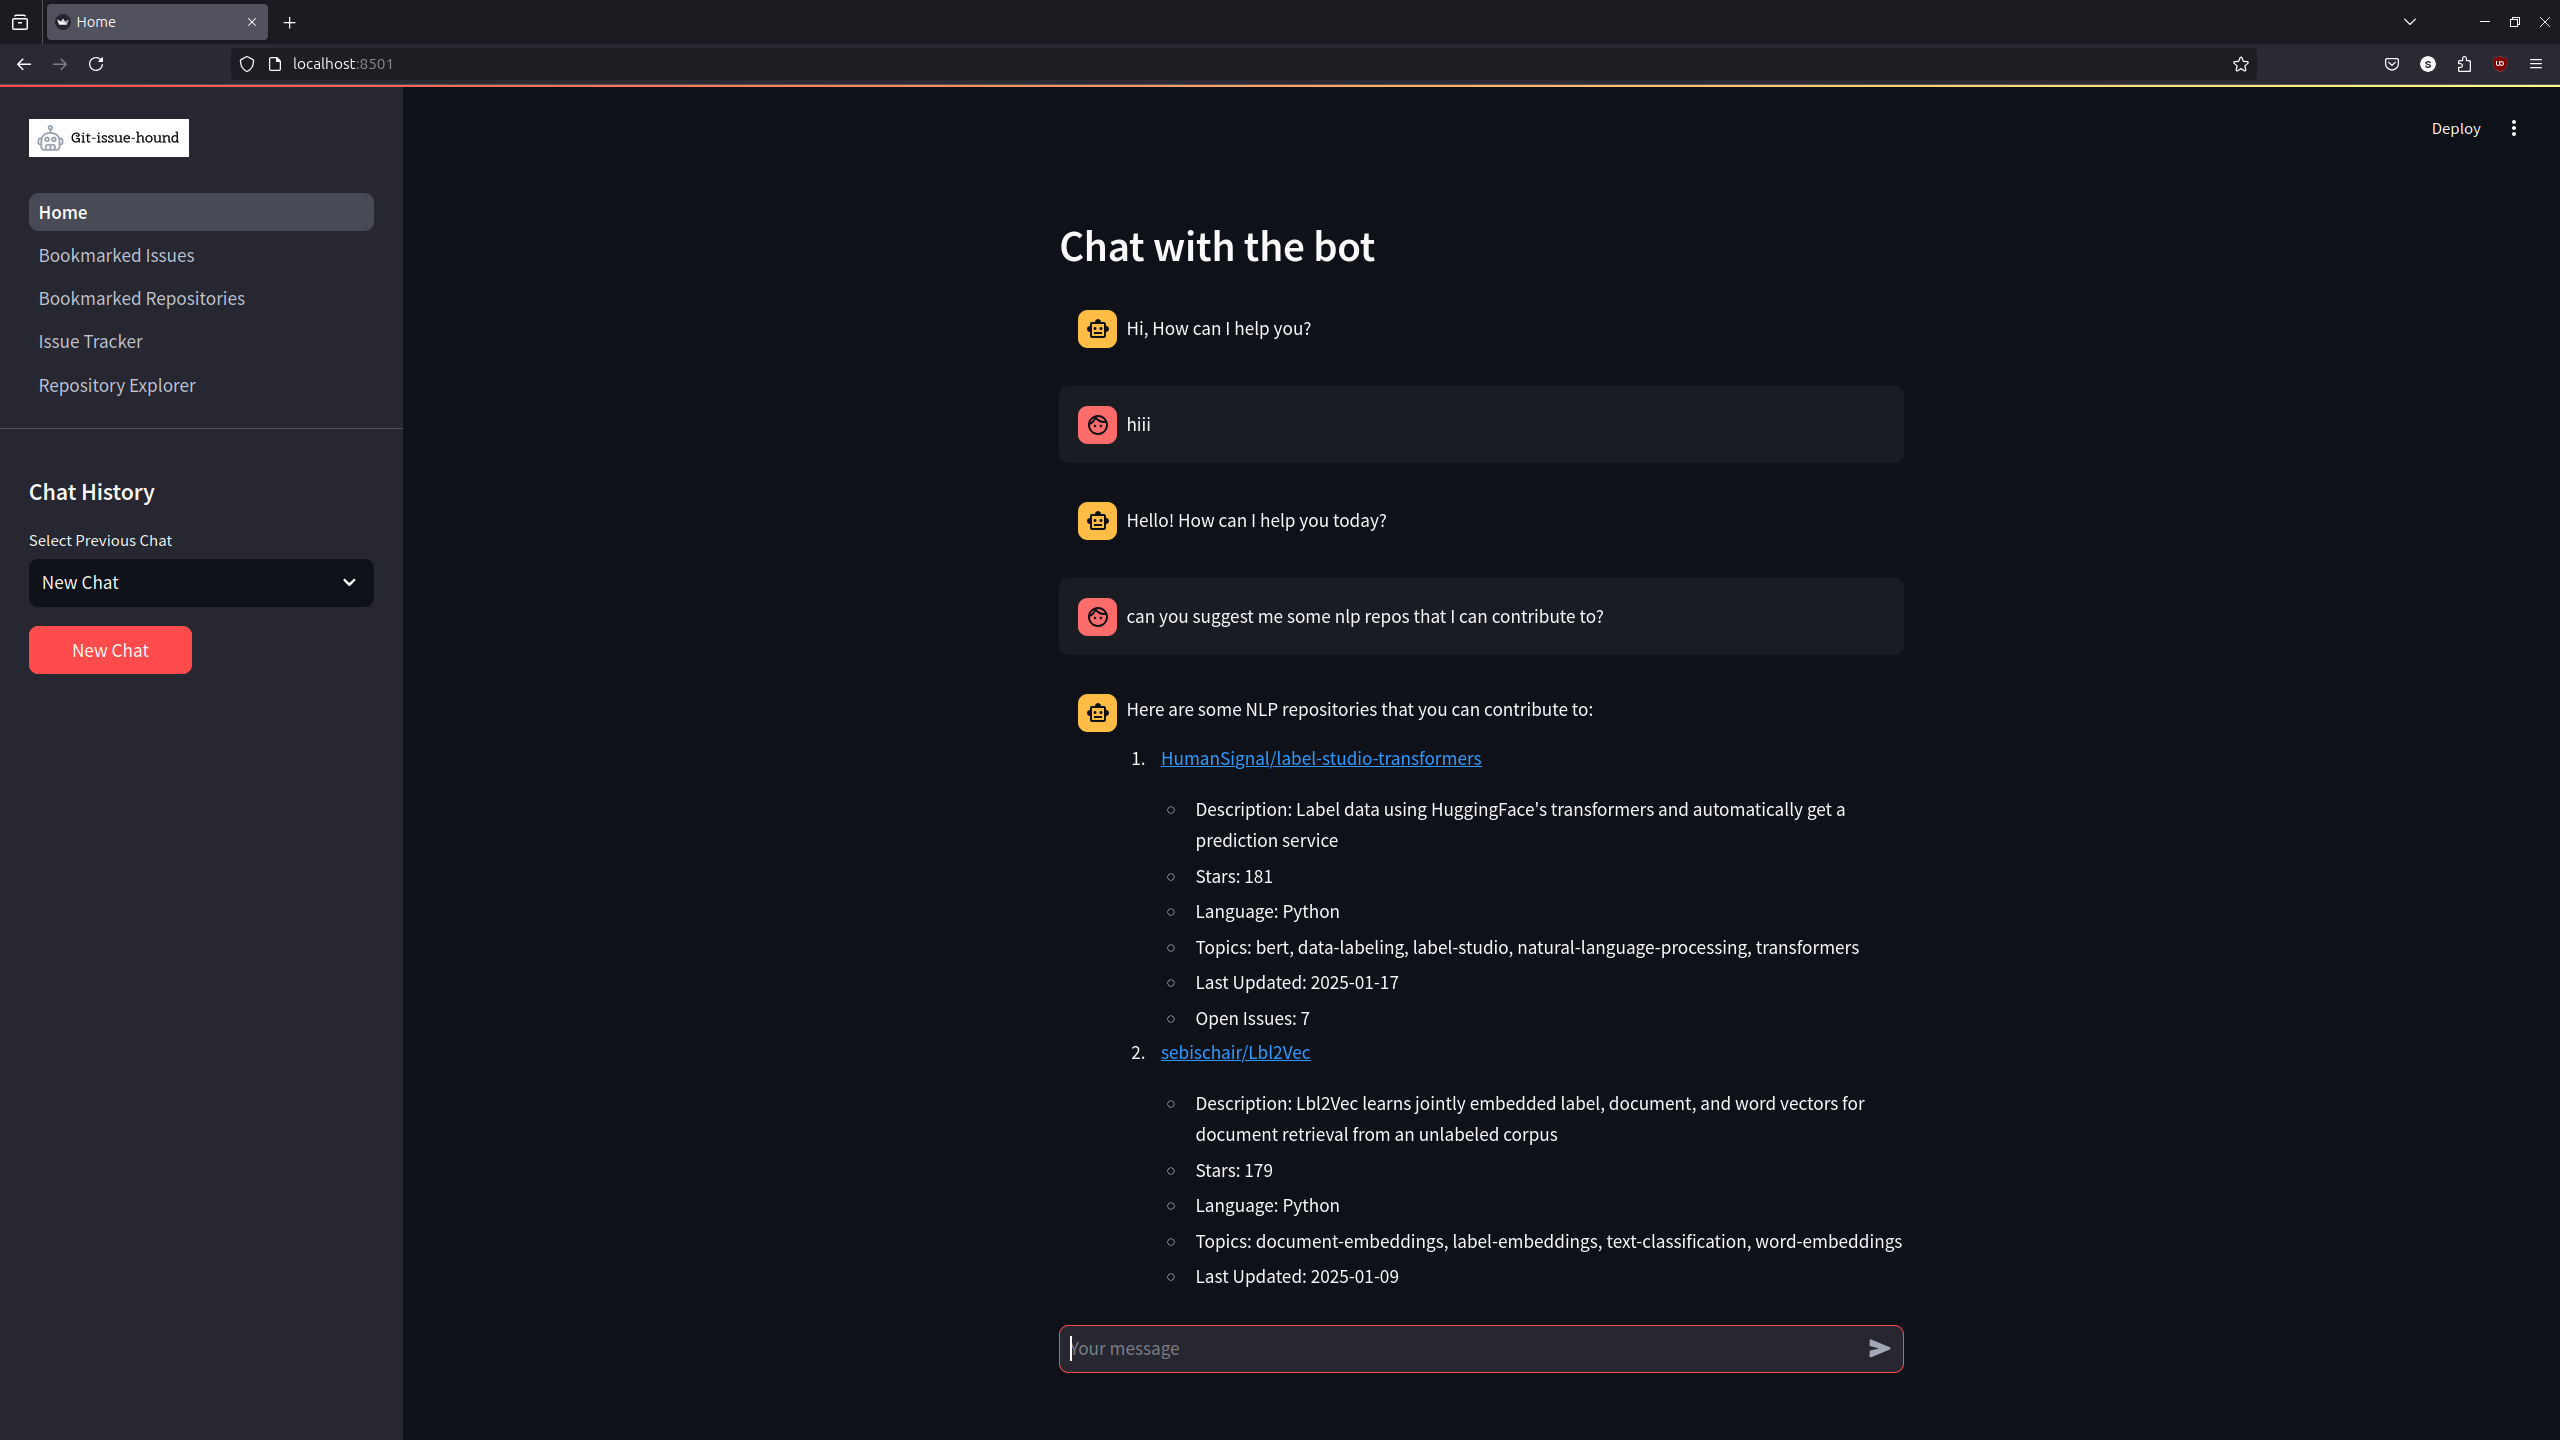 Home
localhost:8501
Git-issue-hound
Home
Bookmarked Issues
Bookmarked Repositories
Issue Tracker
Repository Explorer
Chat History
Select Previous Chat
New Chat
New Chat
Deploy
Chat with the bot
Hi, How can I help you?
hiii
Hello! How can I help you today?
can you suggest me some nlp repos that I can contribute to?
Here are some NLP repositories that you can contribute to:
1. HumanSignal/label-studio-transformers
Description: Label data using HuggingFace's transformers and automatically get a
prediction service
Stars: 181
Language: Python
Topics: bert, data-labeling, label-studio, natural-language-processing, transformers
Last Updated: 2025-01-17
Open Issues: 7
2. sebischair/Lbl2Vec
Description: Lbl2Vec learns jointly embedded label, document, and word vectors for
document retrieval from an unlabeled corpus
Stars: 179
Language: Python
Topics: document-embeddings, label-embeddings, text-classification, word-embeddings
Last Updated: 2025-01-09
Your message